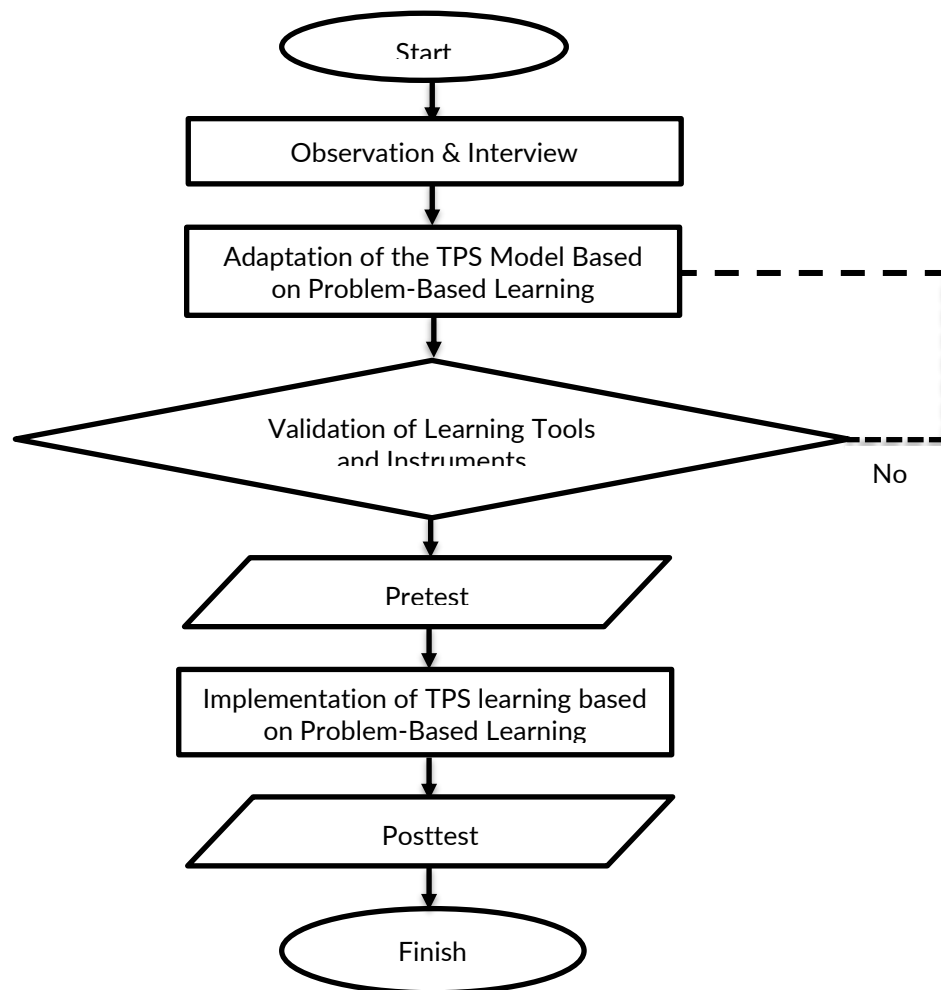 Start
Observation & Interview
Adaptation of the TPS Model Based
on Problem-Based Learning
Validation of Learning Tools
and Instruments
No
Pretest
Implementation of TPS learning based
on Problem-Based Learning
Posttest
Finish